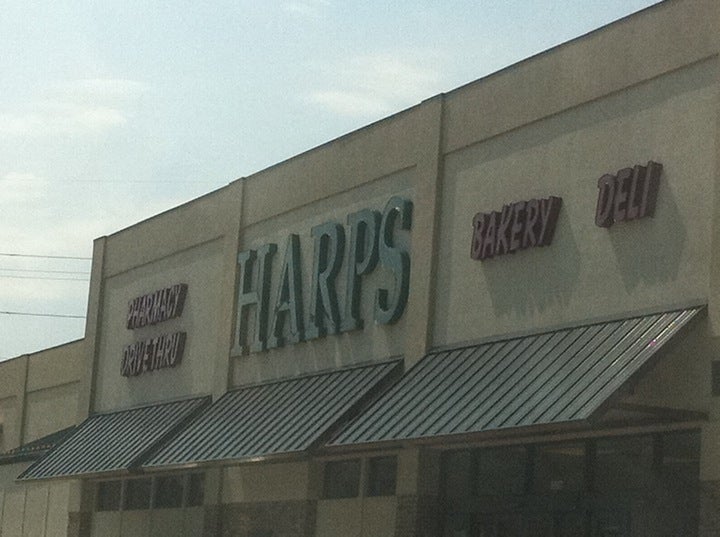 PHARMACY
DRIVE THRU
HARPS
BAKERY
DELI